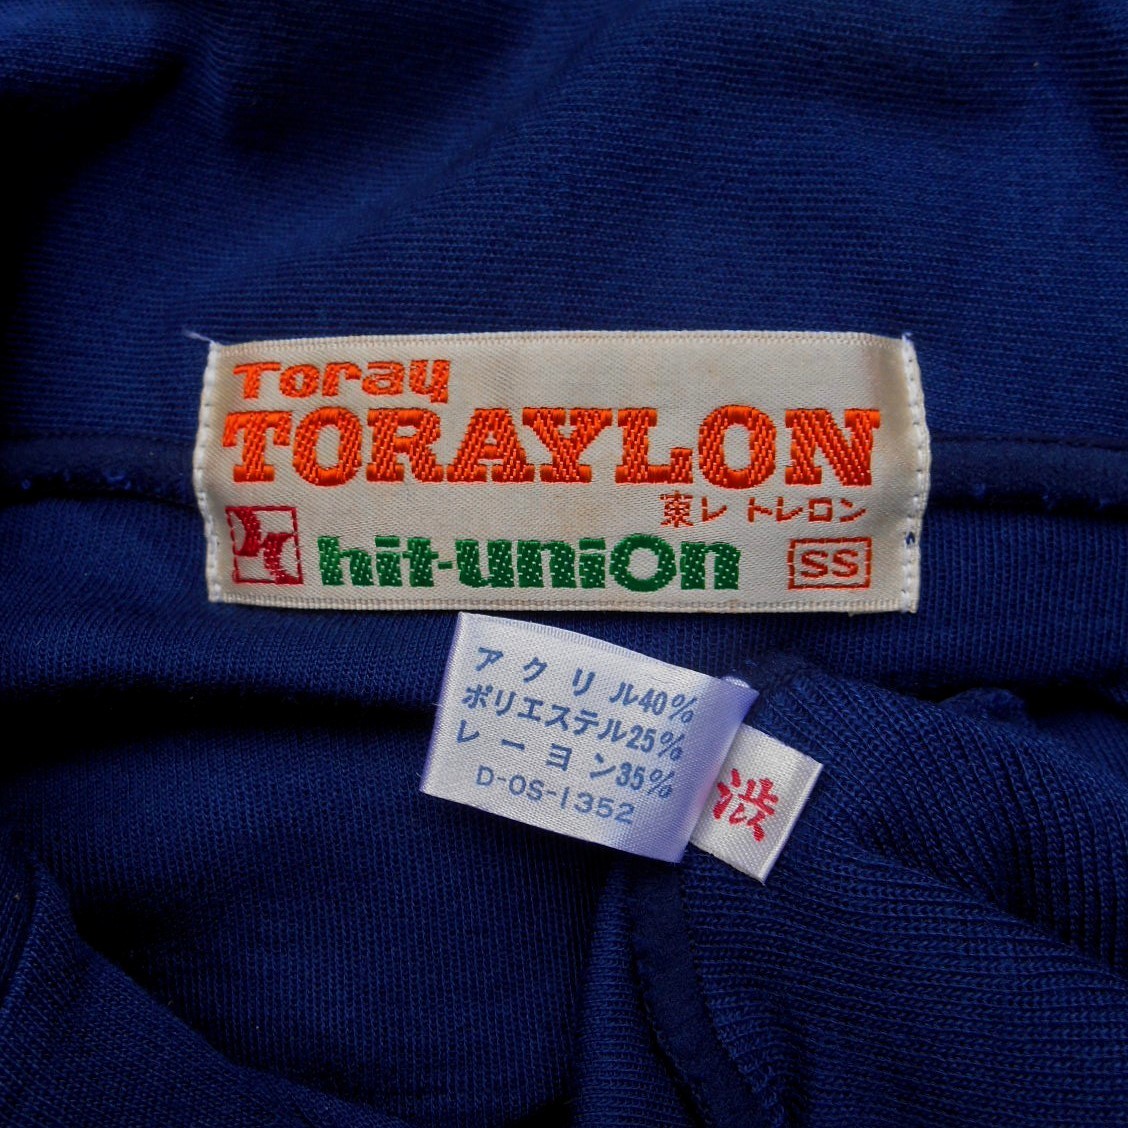 Toray
TORAYLON
東レ トレロン
hit-union
SS
アクリル40%
ポリエステル25%
レーヨン35%
D-OS-1352
渋